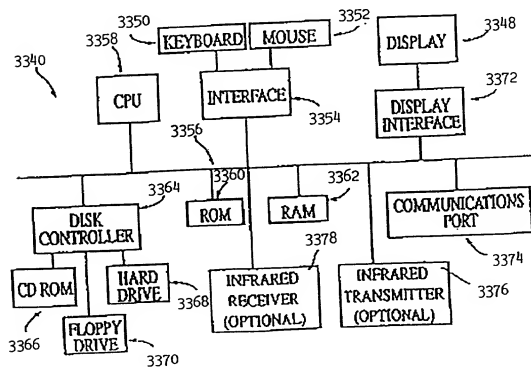 3350
3352
3358
KEYBOARD
MOUSE
DISPLAY
3348
3340
3372
CPU
INTERFACE
DISPLAY
INTERFACE
3354
3356
3364
3360
3362
DISK
CONTROLLER
ROM
RAM
COMMUNICATIONS
PORT
3378
3374
CD ROM
HARD
DRIVE
3368
INFRARED
RECEIVER
(OPTIONAL)
INFRARED
TRANSMITTER
(OPTIONAL)
3376
3366
FLOPPY
DRIVE
3370